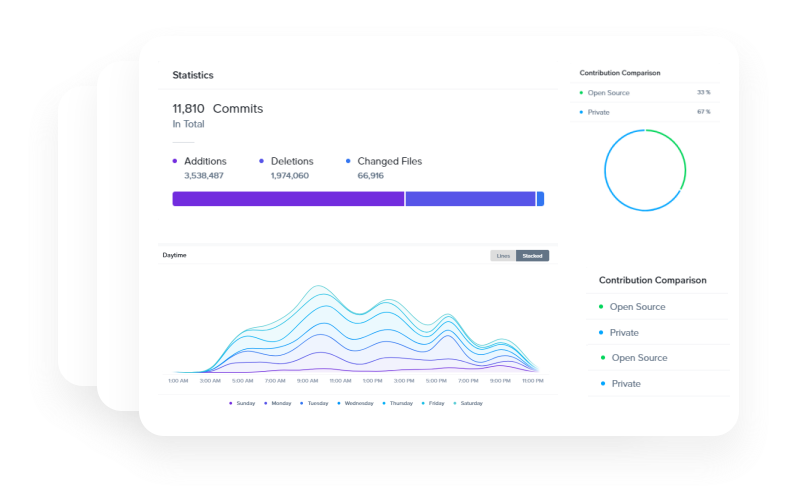 Statistics
11,810 Commits
In Total
Additions Deletions Changed Files
3,538,487 1,974,060 66,916
Daytime
Lines Stacked
1:00 AM 3:00 AM 5:00 AM 7:00 AM 9:00 AM 11:00 AM 1:00 PM 3:00 PM 5:00 PM 7:00 PM 9:00 PM 11:00 PM
Sunday Monday Tuesday Wednesday Thursday Friday Saturday
Contribution Comparison
Open Source 33 %
Private 67 %
Contribution Comparison
Open Source
Private
Open Source
Private